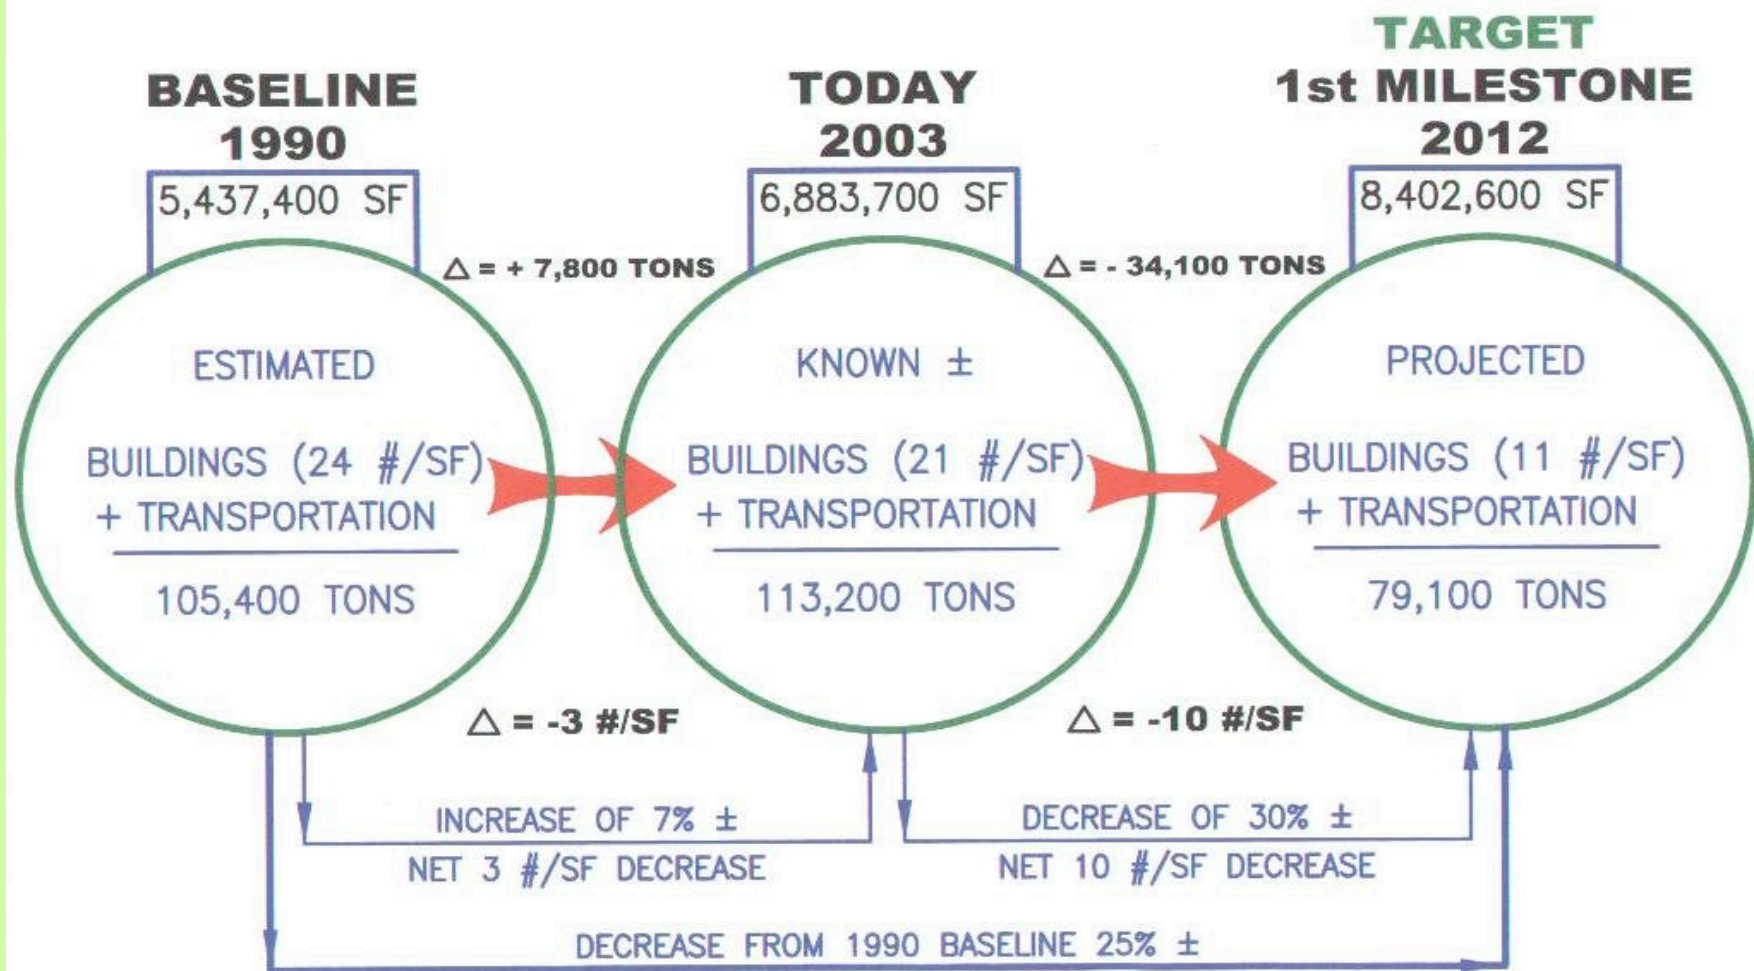 BASELINE
1990
5,437,400 SF
ESTIMATED
BUILDINGS (24 #/SF)
+ TRANSPORTATION
105,400 TONS
△ = + 7,800 TONS
△ = -3 #/SF
TODAY
2003
6,883,700 SF
KNOWN ±
BUILDINGS (21 #/SF)
+ TRANSPORTATION
113,200 TONS
△ = - 34,100 TONS
△ = -10 #/SF
TARGET
1st MILESTONE
2012
8,402,600 SF
PROJECTED
BUILDINGS (11 #/SF)
+ TRANSPORTATION
79,100 TONS
INCREASE OF 7% ±
NET 3 #/SF DECREASE
DECREASE OF 30% ±
NET 10 #/SF DECREASE
DECREASE FROM 1990 BASELINE 25% ±